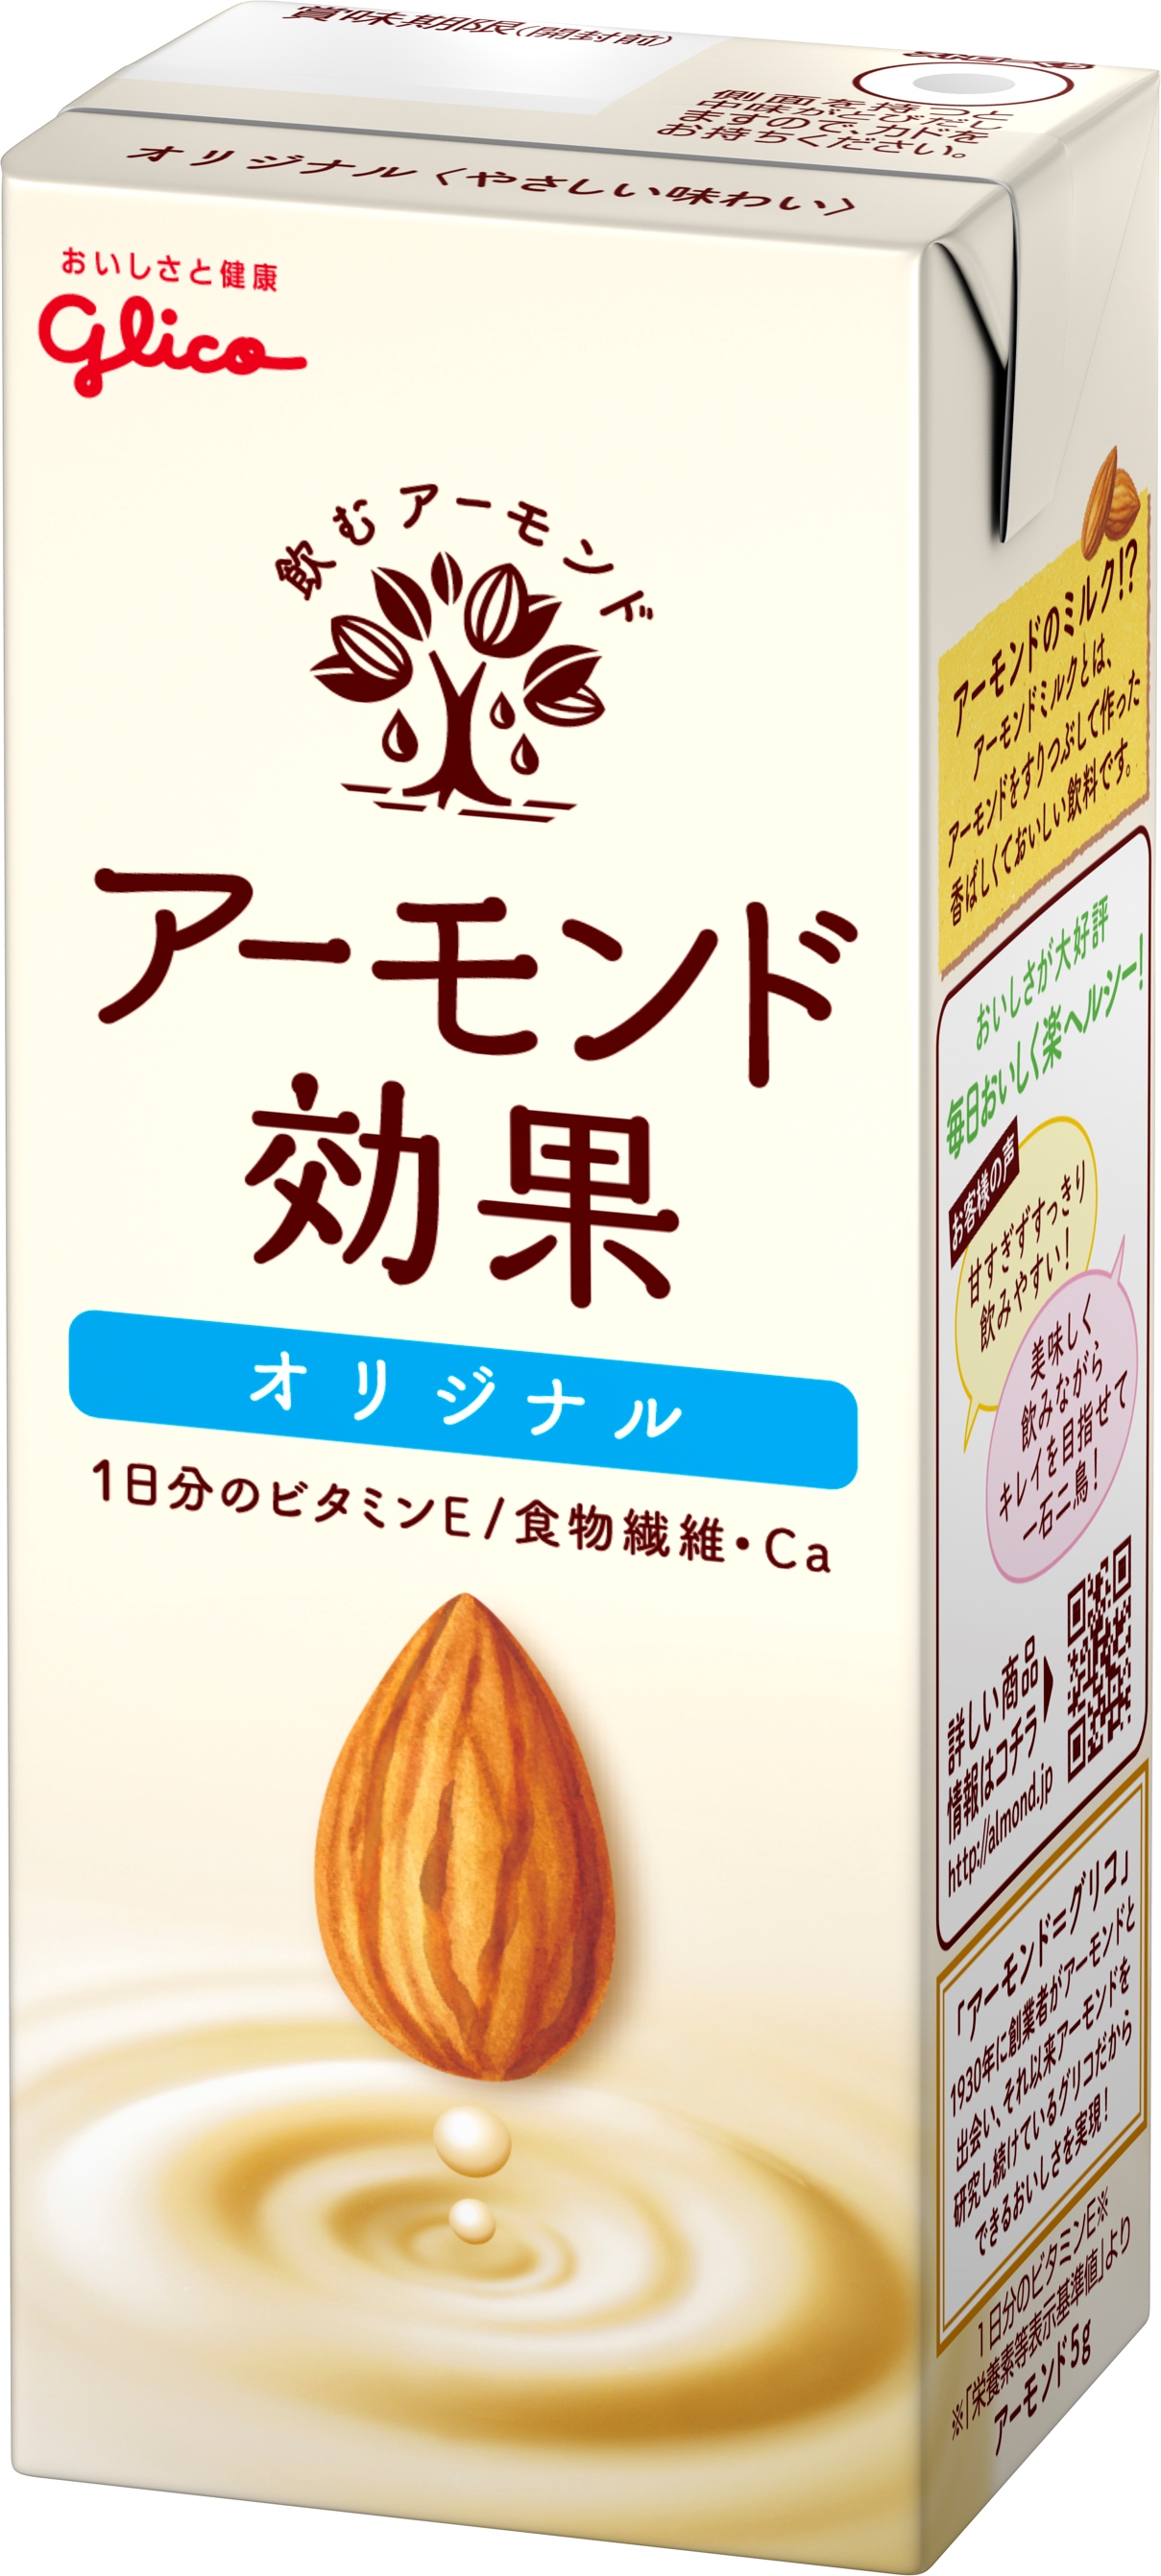 賞味期限(開封前)
側面を持つと
中味がとびだし
ますので、カドを
お持ちください。
オリジナル〈やさしい味わい〉
おいしさと健康
Glico
飲むアーモンド
アーモンド
効果
オリジナル
1日分のビタミンE/食物繊維・Ca
アーモンドのミルク!?
アーモンドミルクとは、
アーモンドをすりつぶして作った
香ばしくておいしい飲料です。
おいしさが大好評
毎日おいしく楽ヘルシー!
お客様の声
甘すぎずすっきり
飲みやすい!
美味しく
飲みながら
キレイを目指せて
一石二鳥!
詳しい商品
情報はコチラ
http://almond.jp
「アーモンド=グリコ」
1930年に創業者がアーモンドと
出会い、それ以来アーモンドを
研究し続けているグリコだから
できるおいしさを実現!
1日分のビタミンE※
※「栄養素等表示基準値」より
アーモンド5g